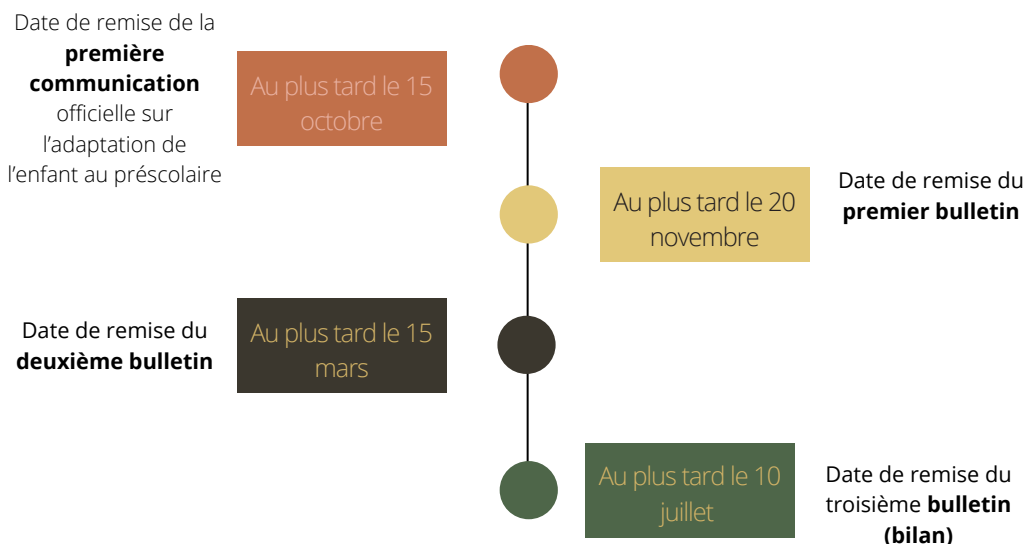 Date de remise de la
première
communication
officielle sur
l'adaptation de
l'enfant au préscolaire
Au plus tard le 15
octobre
Au plus tard le 20
novembre
Date de remise du
premier bulletin
Date de remise du
deuxième bulletin
Au plus tard le 15
mars
Au plus tard le 10
juillet
Date de remise du
troisième bulletin
(bilan)